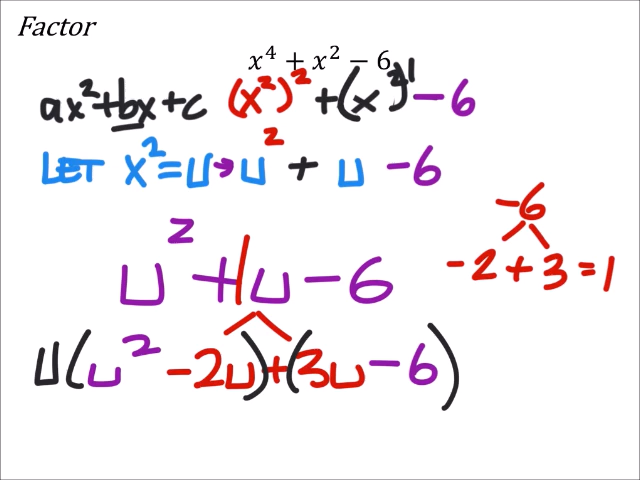 Factor
x⁴ + x² − 6
ax²+bx+c (x²)² +(x²)¹ −6
LET x²=u→u² + u −6
−6
u² +1u −6
−2+3=1
u(u² −2u)+(3u −6)